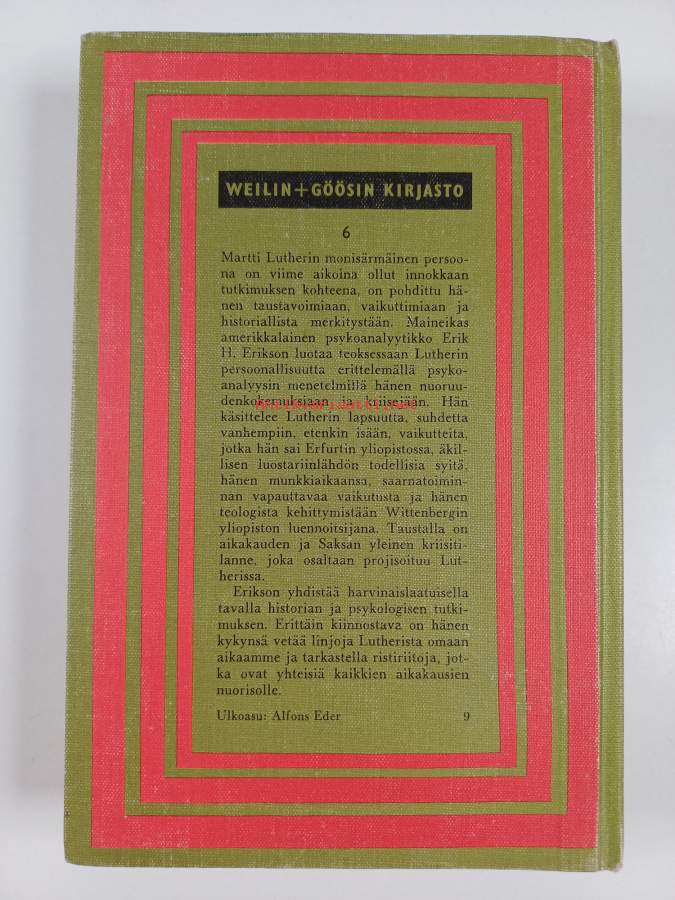 WEILIN+GÖÖSIN KIRJASTO
6
Martti Lutherin monisärmäinen persoo-
na on viime aikoina ollut innokkaan
tutkimuksen kohteena, on pohdittu hä-
nen taustavoimiaan, vaikuttimiaan ja
historiallista merkitystään. Maineikas
amerikkalainen psykoanalyytikko Erik
H. Erikson luotaa teoksessaan Lutherin
persoonallisuutta erittelemällä psyko-
analyysin menetelmillä hänen nuoruu-
denkokemuksiaan ja kriisejään. Hän
käsittelee Lutherin lapsuutta, suhdetta
vanhempiin, etenkin isään, vaikutteita,
jotka hän sai Erfurtin yliopistossa, äkil-
lisen luostariinlähdön todellisia syitä,
hänen munkkiaikaansa, saarnatoimin-
nan vapauttavaa vaikutusta ja hänen
teologista kehittymistään Wittenbergin
yliopiston luennoitsijana. Taustalla on
aikakauden ja Saksan yleinen kriisiti-
lanne, joka osaltaan projisoituu Lut-
herissa.
Erikson yhdistää harvinaislaatuisella
tavalla historian ja psykologisen tutki-
muksen. Erittäin kiinnostava on hänen
kykynsä vetää linjoja Lutherista omaan
aikaamme ja tarkastella ristiriitoja, jot-
ka ovat yhteisiä kaikkien aikakausien
nuorisolle.
Ulkoasu: Alfons Eder 9